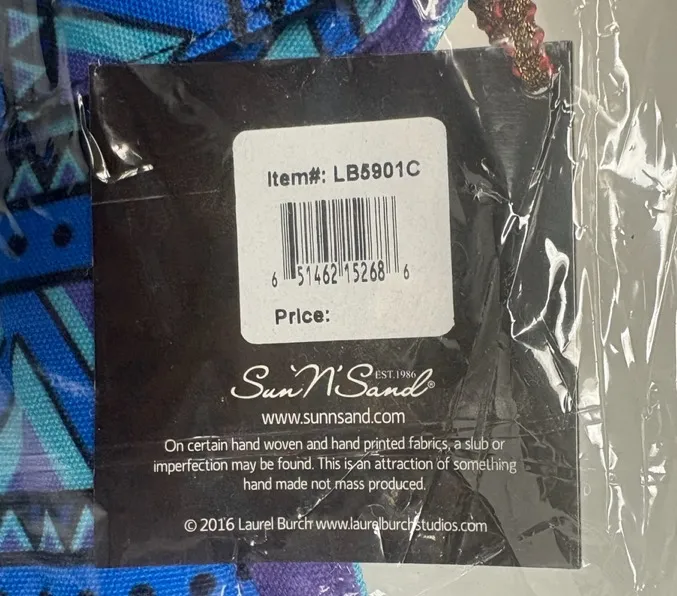 Item#: LB5901C
6 51462 15268 6
Price:
Sun'N'Sand®
EST.1986
www.sunnsand.com
On certain hand woven and hand printed fabrics, a slub or
imperfection may be found. This is an attraction of something
hand made not mass produced.
© 2016 Laurel Burch www.laurelburchstudios.com